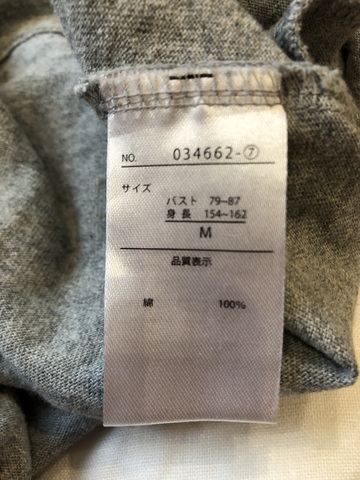 NO. 034662-⑦
サイズ
バスト 79~87
身長 154~162
M
品質表示
綿 100%